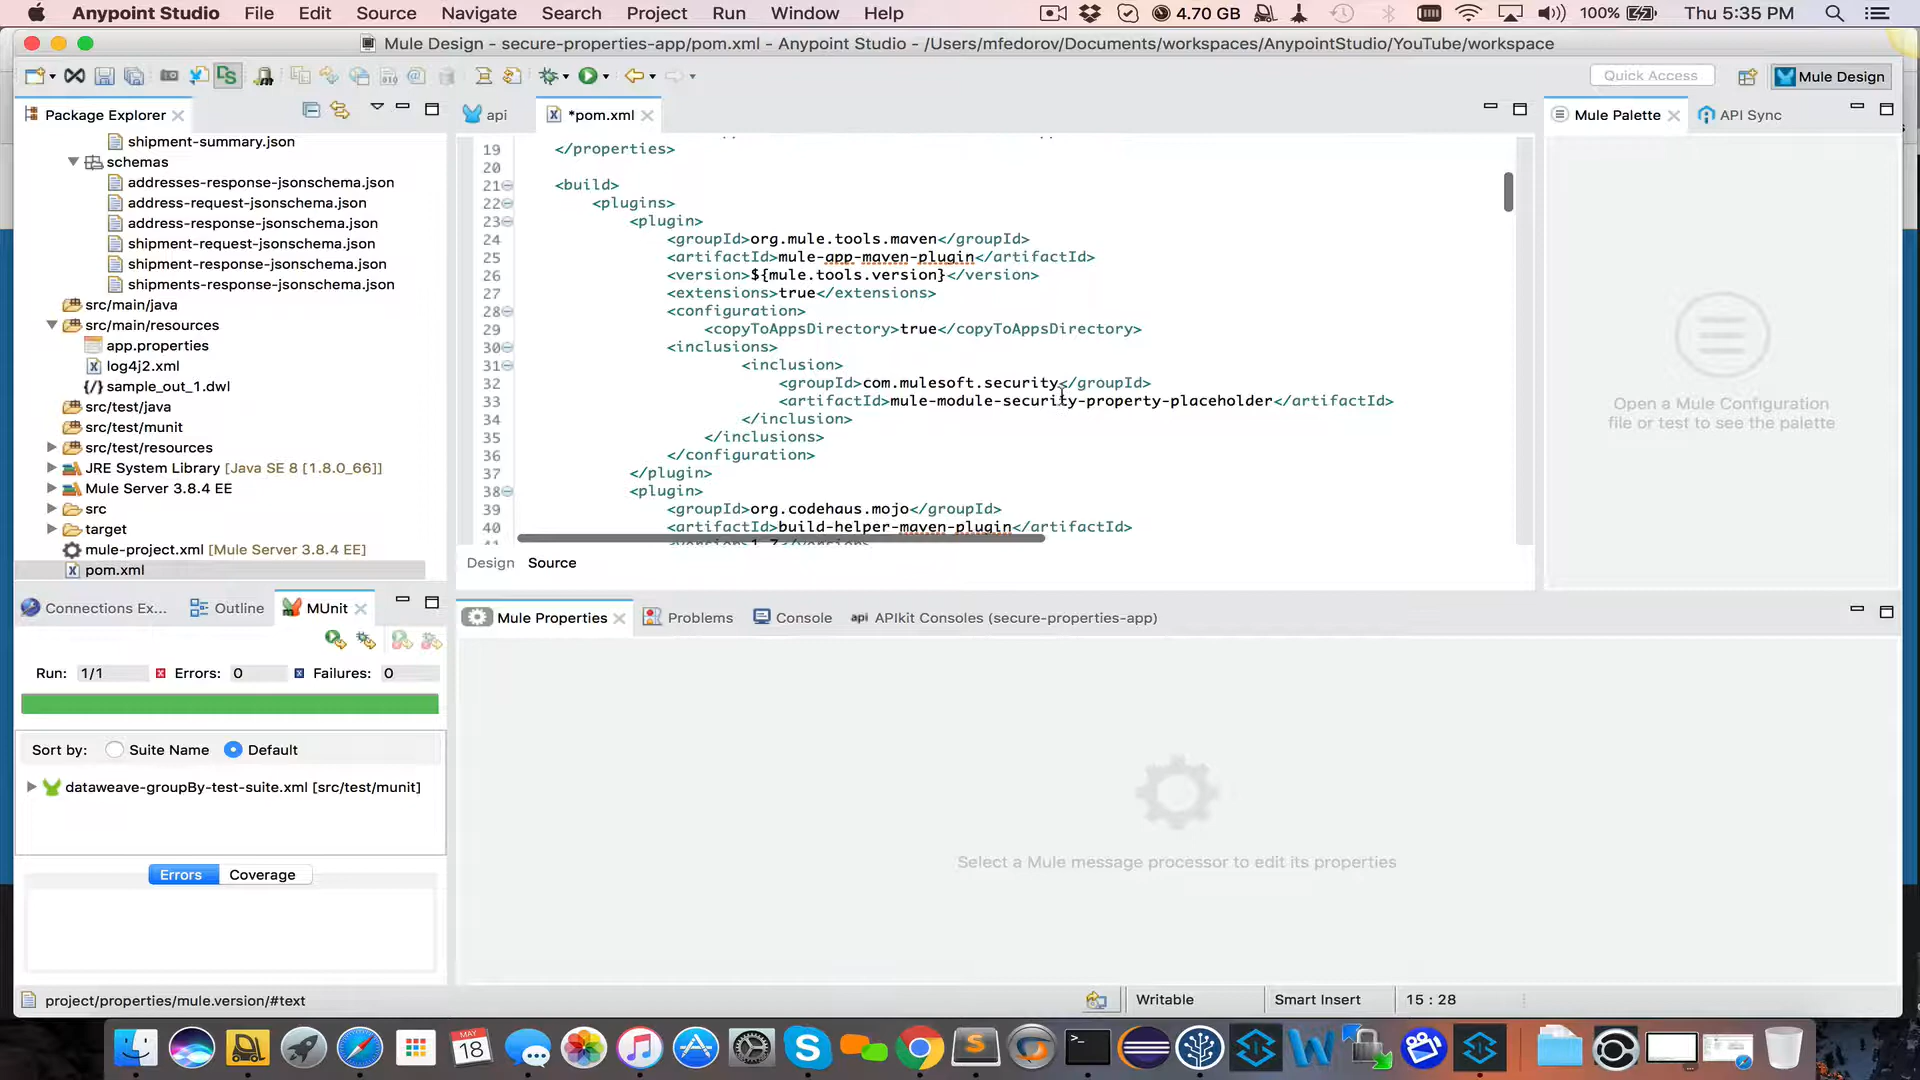 Anypoint Studio File Edit Source Navigate Search Project Run Window Help 4.70 GB 100% Thu 5:35 PM
Mule Design - secure-properties-app/pom.xml - Anypoint Studio - /Users/mfedorov/Documents/workspaces/AnypointStudio/YouTube/workspace
Quick Access Mule Design
Package Explorer
shipment-summary.json
schemas
addresses-response-jsonschema.json
address-request-jsonschema.json
address-response-jsonschema.json
shipment-request-jsonschema.json
shipment-response-jsonschema.json
shipments-response-jsonschema.json
src/main/java
src/main/resources
app.properties
log4j2.xml
sample_out_1.dwl
src/test/java
src/test/munit
src/test/resources
JRE System Library [Java SE 8 [1.8.0_66]]
Mule Server 3.8.4 EE
src
target
mule-project.xml [Mule Server 3.8.4 EE]
pom.xml
api *pom.xml
19 </properties>
20
21 <build>
22 <plugins>
23 <plugin>
24 <groupId>org.mule.tools.maven</groupId>
25 <artifactId>mule-app-maven-plugin</artifactId>
26 <version>${mule.tools.version}</version>
27 <extensions>true</extensions>
28 <configuration>
29 <copyToAppsDirectory>true</copyToAppsDirectory>
30 <inclusions>
31 <inclusion>
32 <groupId>com.mulesoft.security</groupId>
33 <artifactId>mule-module-security-property-placeholder</artifactId>
34 </inclusion>
35 </inclusions>
36 </configuration>
37 </plugin>
38 <plugin>
39 <groupId>org.codehaus.mojo</groupId>
40 <artifactId>build-helper-maven-plugin</artifactId>
Design Source
Mule Palette API Sync
Open a Mule Configuration
file or test to see the palette
Connections Ex... Outline MUnit
Run: 1/1 Errors: 0 Failures: 0
Sort by: Suite Name Default
dataweave-groupBy-test-suite.xml [src/test/munit]
Errors Coverage
Mule Properties Problems Console api APIkit Consoles (secure-properties-app)
Select a Mule message processor to edit its properties
project/properties/mule.version/#text Writable Smart Insert 15 : 28
MAY
18